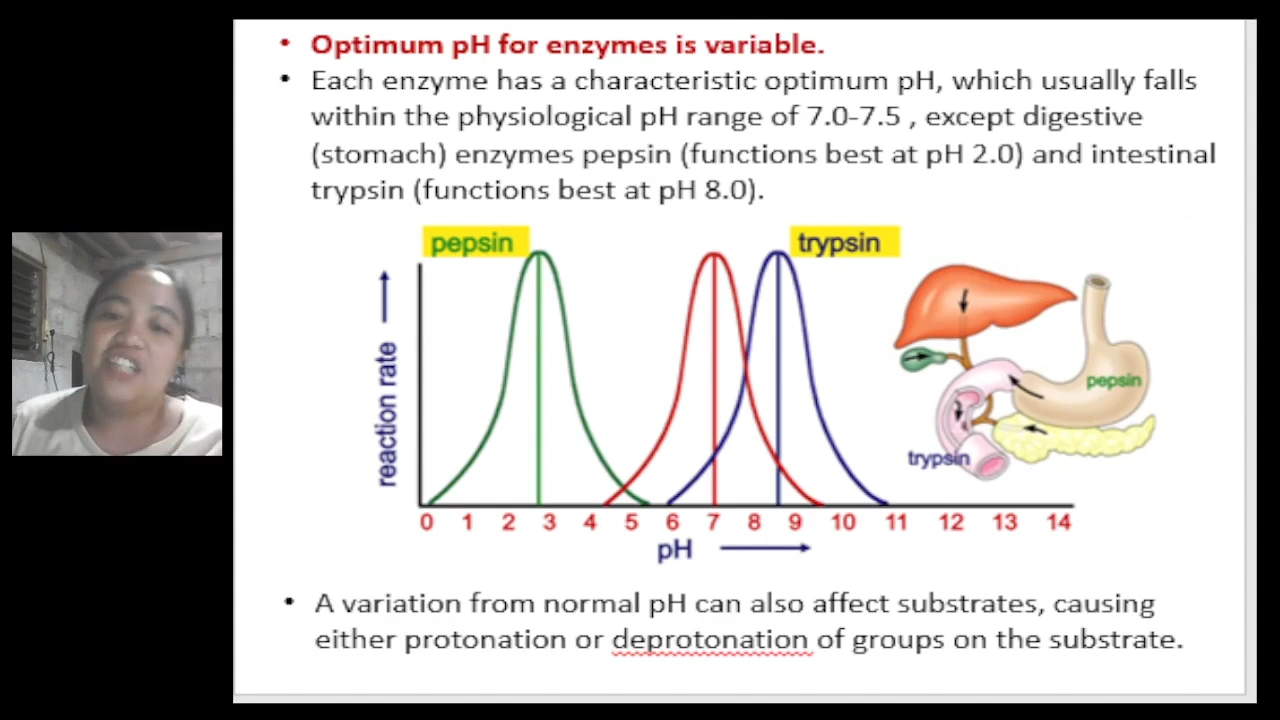 • Optimum pH for enzymes is variable.
• Each enzyme has a characteristic optimum pH, which usually falls
within the physiological pH range of 7.0-7.5 , except digestive
(stomach) enzymes pepsin (functions best at pH 2.0) and intestinal
trypsin (functions best at pH 8.0).
pepsin
trypsin
reaction rate
pepsin
trypsin
0 1 2 3 4 5 6 7 8 9 10 11 12 13 14
pH
• A variation from normal pH can also affect substrates, causing
either protonation or deprotonation of groups on the substrate.